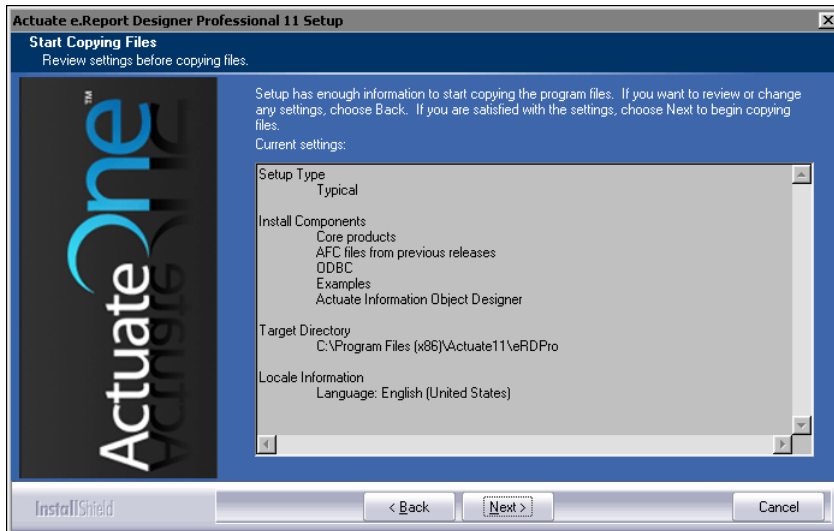 Actuate e.Report Designer Professional 11 Setup
Start Copying Files
Review settings before copying files.
Setup has enough information to start copying the program files. If you want to review or change
any settings, choose Back. If you are satisfied with the settings, choose Next to begin copying
files.
Current settings:
Setup Type
Typical
Install Components
Core products
AFC files from previous releases
ODBC
Examples
Actuate Information Object Designer
Target Directory
C:\Program Files (x86)\Actuate11\eRDPro
Locale Information
Language: English (United States)
ActuateOne™
InstallShield
< Back
Next >
Cancel